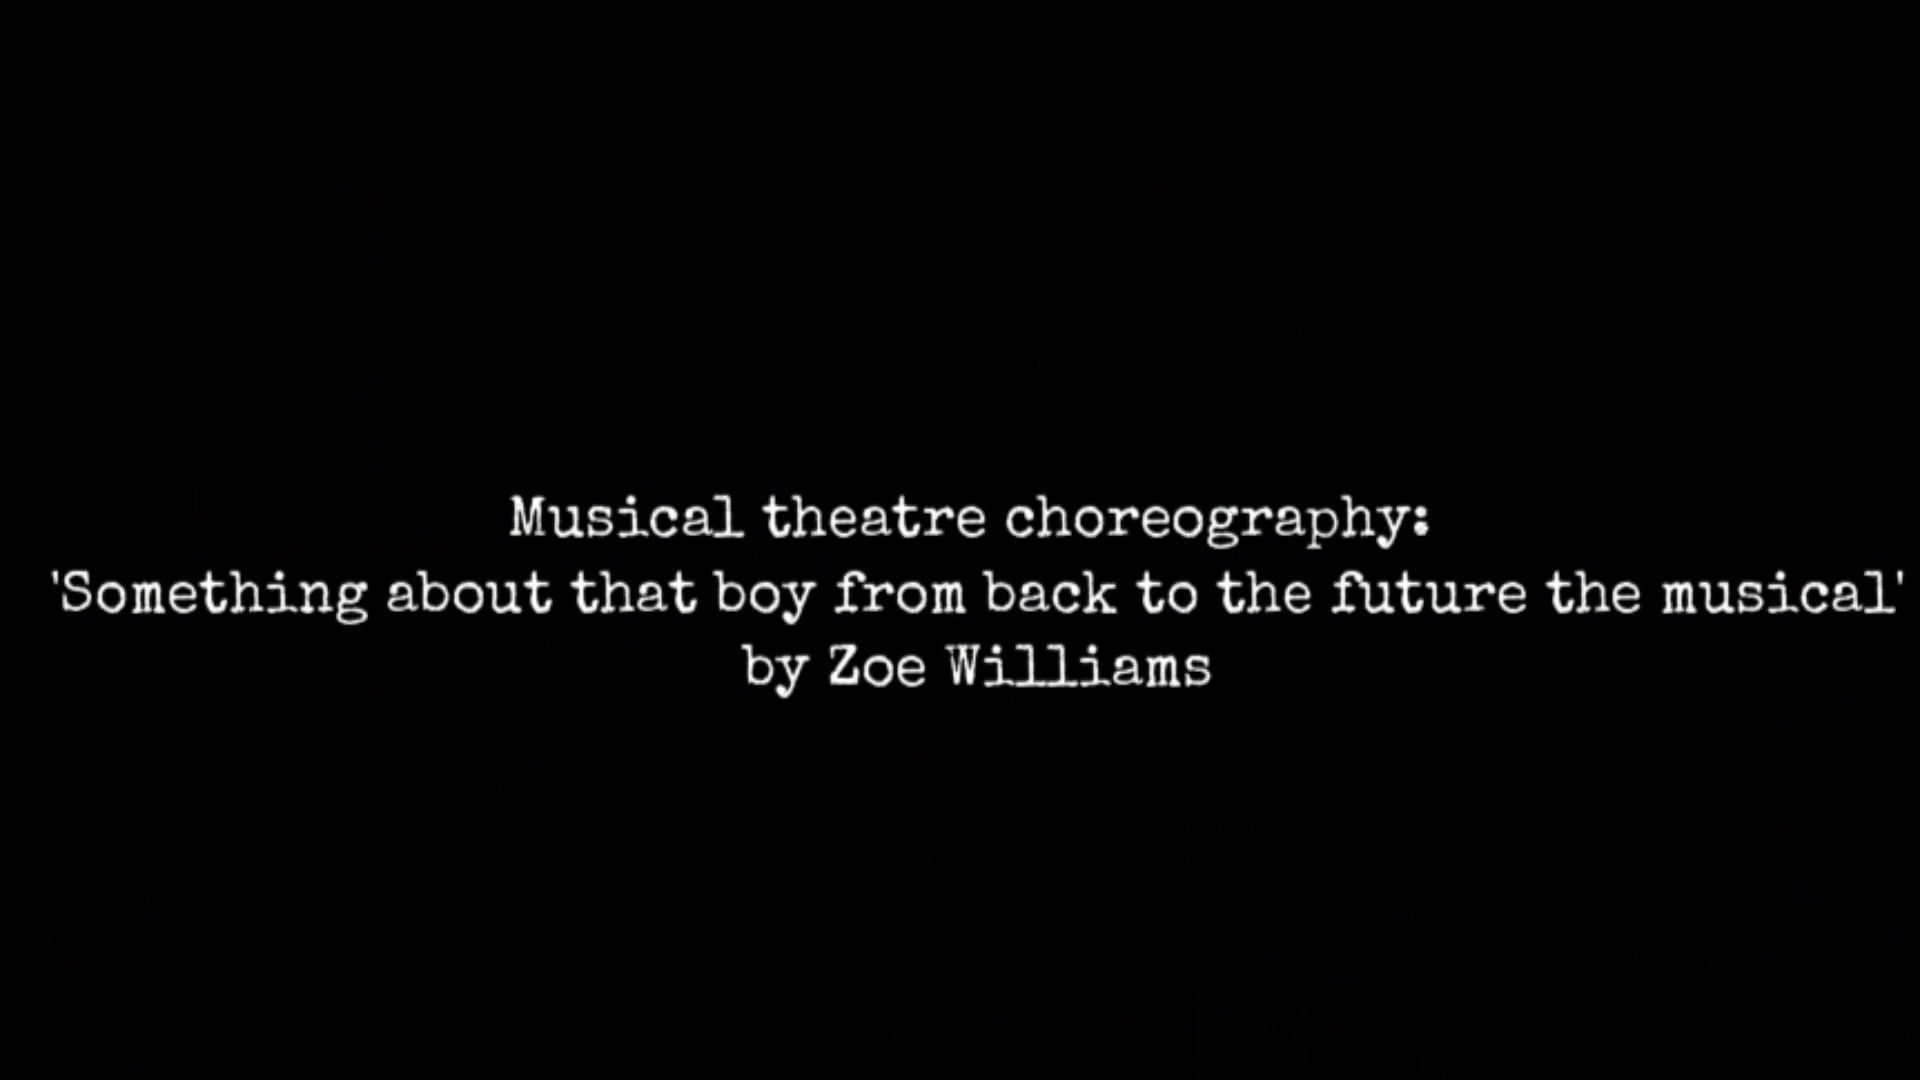 Musical theatre choreography:
'Something about that boy from back to the future the musical'
by Zoe Williams